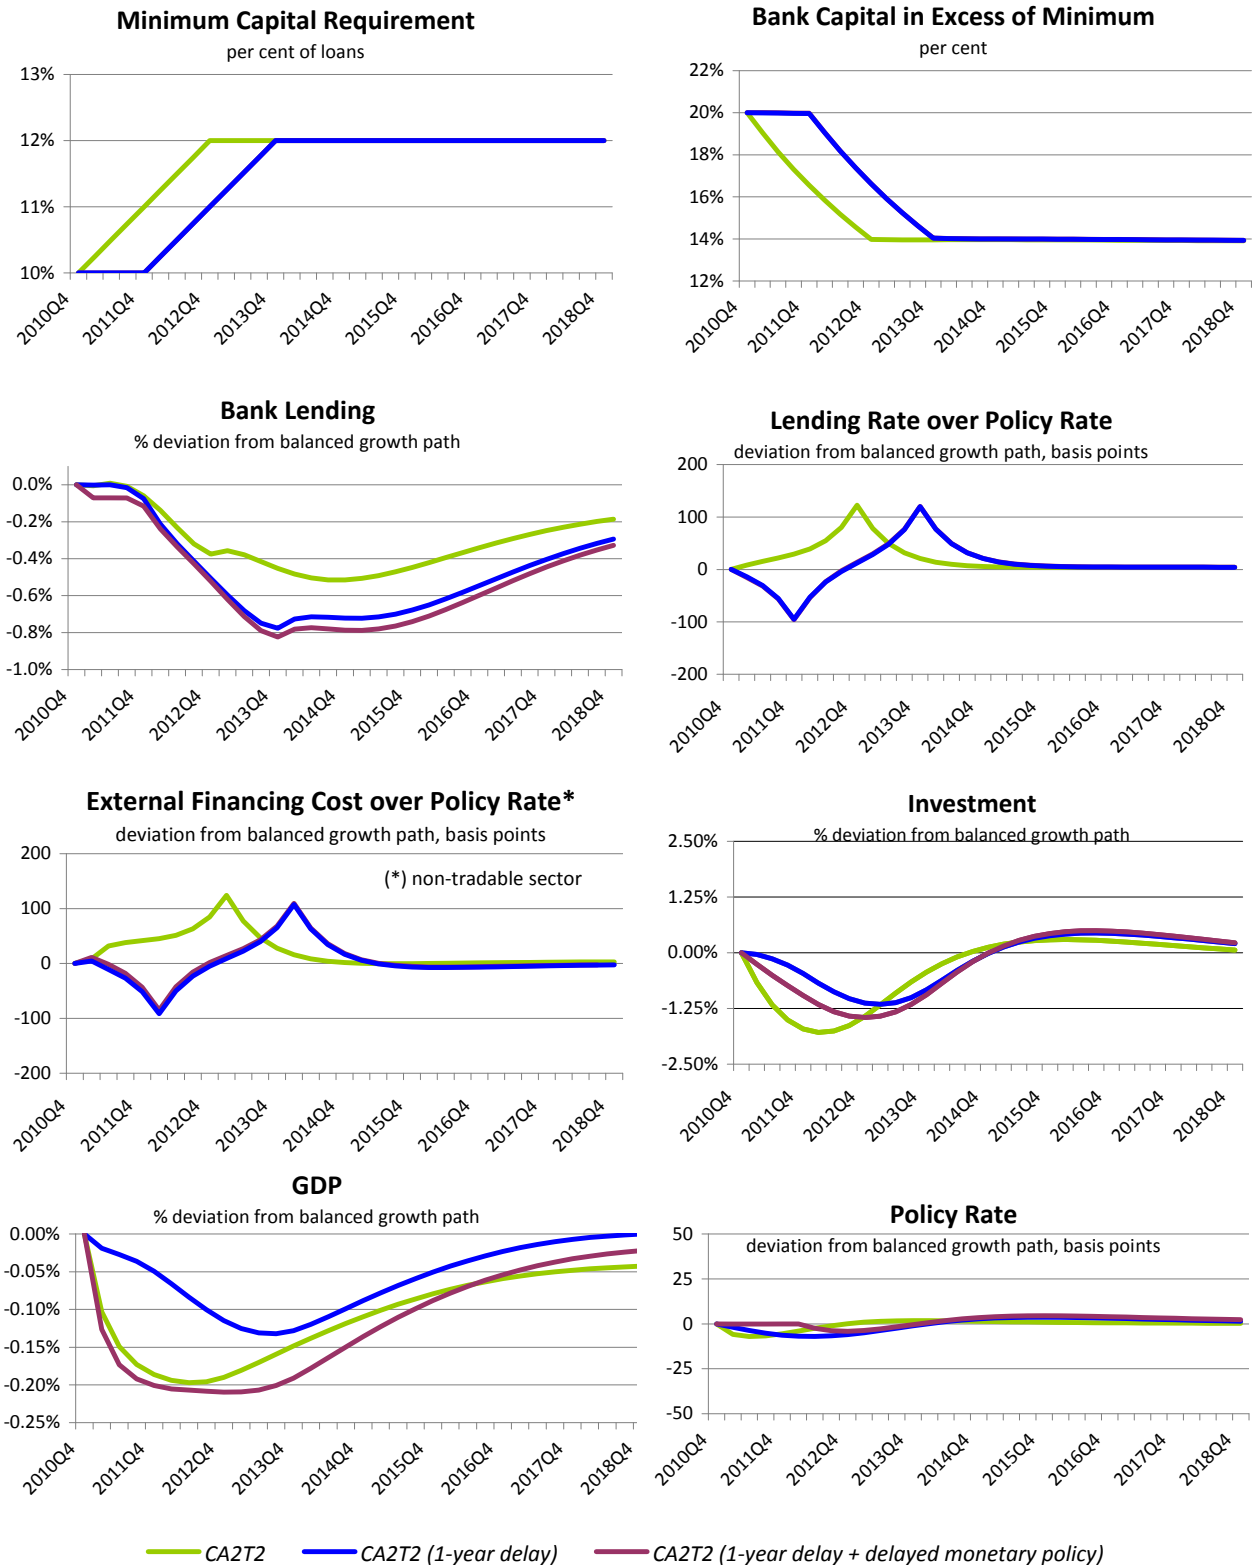 Minimum Capital Requirement
per cent of loans
13%
12%
11%
10%
2010Q4
2011Q4
2012Q4
2013Q4
2014Q4
2015Q4
2016Q4
2017Q4
2018Q4
Bank Capital in Excess of Minimum
per cent
22%
20%
18%
16%
14%
12%
2010Q4
2011Q4
2012Q4
2013Q4
2014Q4
2015Q4
2016Q4
2017Q4
2018Q4
Bank Lending
% deviation from balanced growth path
0.0%
-0.2%
-0.4%
-0.6%
-0.8%
-1.0%
2010Q4
2011Q4
2012Q4
2013Q4
2014Q4
2015Q4
2016Q4
2017Q4
2018Q4
Lending Rate over Policy Rate
deviation from balanced growth path, basis points
200
100
0
-100
-200
2010Q4
2011Q4
2012Q4
2013Q4
2014Q4
2015Q4
2016Q4
2017Q4
2018Q4
External Financing Cost over Policy Rate*
deviation from balanced growth path, basis points
200
(*) non-tradable sector
100
0
-100
-200
2010Q4
2011Q4
2012Q4
2013Q4
2014Q4
2015Q4
2016Q4
2017Q4
2018Q4
Investment
% deviation from balanced growth path
2.50%
1.25%
0.00%
-1.25%
-2.50%
2010Q4
2011Q4
2012Q4
2013Q4
2014Q4
2015Q4
2016Q4
2017Q4
2018Q4
GDP
% deviation from balanced growth path
0.00%
-0.05%
-0.10%
-0.15%
-0.20%
-0.25%
2010Q4
2011Q4
2012Q4
2013Q4
2014Q4
2015Q4
2016Q4
2017Q4
2018Q4
Policy Rate
50
deviation from balanced growth path, basis points
25
0
-25
-50
2010Q4
2011Q4
2012Q4
2013Q4
2014Q4
2015Q4
2016Q4
2017Q4
2018Q4
CA2T2
CA2T2 (1-year delay)
CA2T2 (1-year delay + delayed monetary policy)